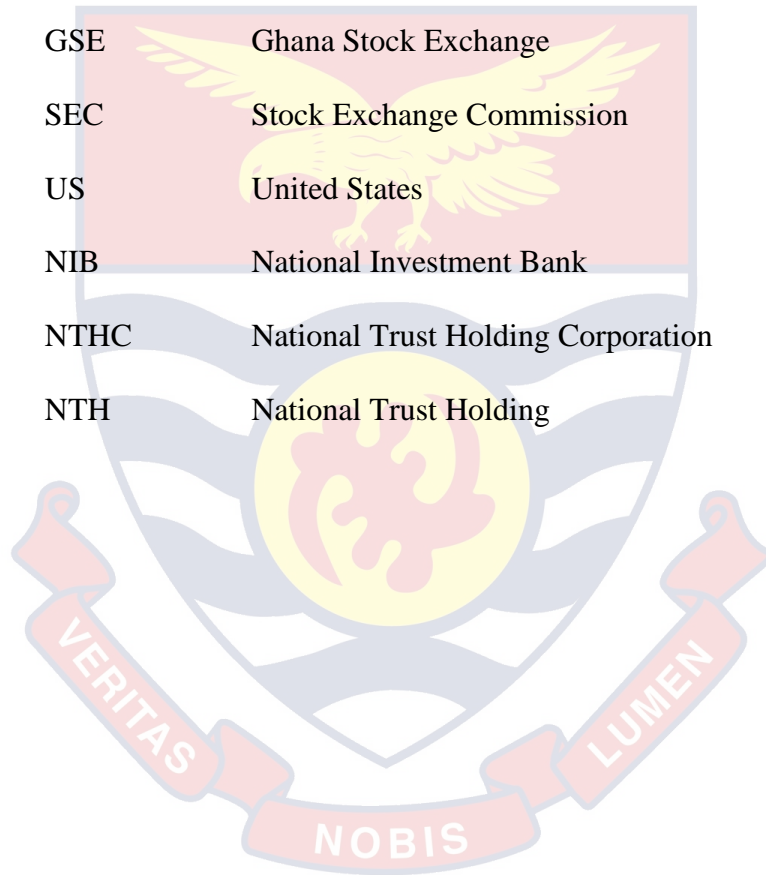 GSE Ghana Stock Exchange
SEC Stock Exchange Commission
US United States
NIB National Investment Bank
NTHC National Trust Holding Corporation
NTH National Trust Holding
VERITAS NOBIS LUMEN